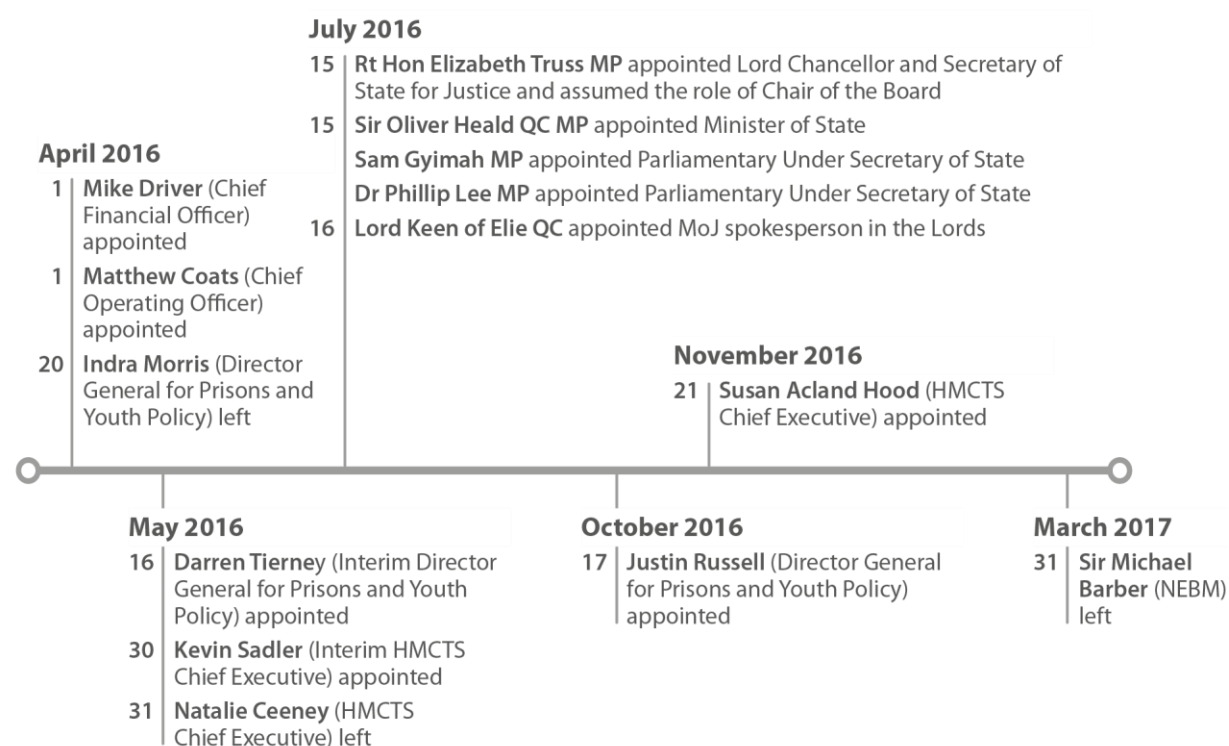 July 2016
15 Rt Hon Elizabeth Truss MP appointed Lord Chancellor and Secretary of
State for Justice and assumed the role of Chair of the Board
15 Sir Oliver Heald QC MP appointed Minister of State
Sam Gyimah MP appointed Parliamentary Under Secretary of State
Dr Phillip Lee MP appointed Parliamentary Under Secretary of State
16 Lord Keen of Elie QC appointed MoJ spokesperson in the Lords
April 2016
1 Mike Driver (Chief
Financial Officer)
appointed
1 Matthew Coats (Chief
Operating Officer)
appointed
20 Indra Morris (Director
General for Prisons and
Youth Policy) left
November 2016
21 Susan Acland Hood (HMCTS
Chief Executive) appointed
May 2016
16 Darren Tierney (Interim Director
General for Prisons and Youth
Policy) appointed
30 Kevin Sadler (Interim HMCTS
Chief Executive) appointed
31 Natalie Ceeney (HMCTS
Chief Executive) left
October 2016
17 Justin Russell (Director General
for Prisons and Youth Policy)
appointed
March 2017
31 Sir Michael
Barber (NEBM)
left